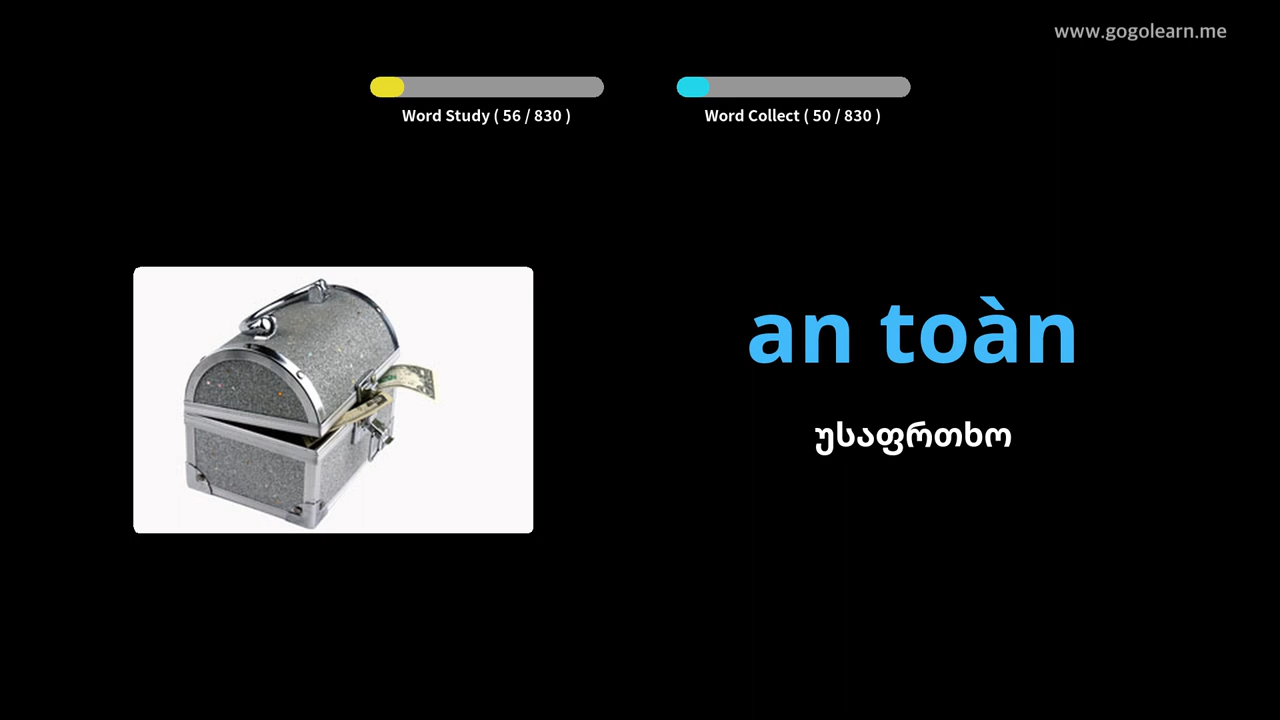 www.gogolearn.me
Word Study ( 56 / 830 )
Word Collect ( 50 / 830 )
an toàn
უსაფრთხო